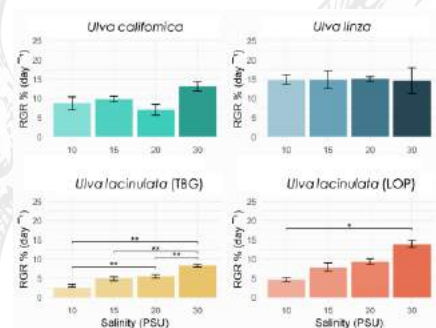 Ulva californica
Ulva linza
RGR % (day⁻¹)
25
20
15
10
5
0
10 15 20 30
RGR % (day⁻¹)
25
20
15
10
5
0
10 15 20 30
Ulva lacinulata (TBG)
Ulva lacinulata (LOP)
RGR % (day⁻¹)
25
20
15
10
5
0
**
**
**
**
10 15 20 30
Salinity (PSU)
RGR % (day⁻¹)
25
20
15
10
5
0
*
10 15 20 30
Salinity (PSU)